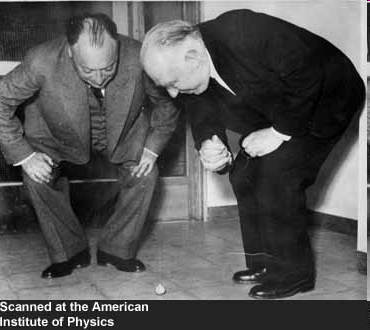 Scanned at the American
Institute of Physics